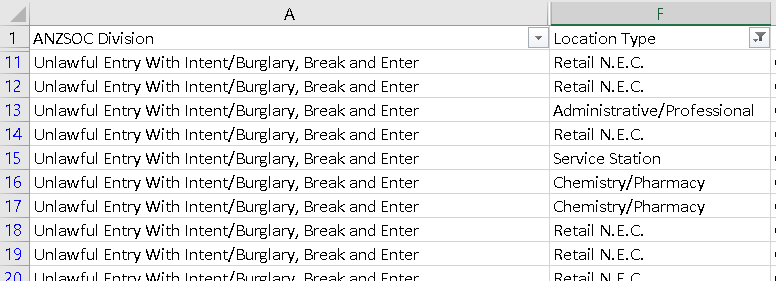 A F
1 ANZSOC Division Location Type
11 Unlawful Entry With Intent/Burglary, Break and Enter Retail N.E.C.
12 Unlawful Entry With Intent/Burglary, Break and Enter Retail N.E.C.
13 Unlawful Entry With Intent/Burglary, Break and Enter Administrative/Professional
14 Unlawful Entry With Intent/Burglary, Break and Enter Retail N.E.C.
15 Unlawful Entry With Intent/Burglary, Break and Enter Service Station
16 Unlawful Entry With Intent/Burglary, Break and Enter Chemistry/Pharmacy
17 Unlawful Entry With Intent/Burglary, Break and Enter Chemistry/Pharmacy
18 Unlawful Entry With Intent/Burglary, Break and Enter Retail N.E.C.
19 Unlawful Entry With Intent/Burglary, Break and Enter Retail N.E.C.
20 Unlawful Entry With Intent/Burglary, Break and Enter Retail N.E.C.